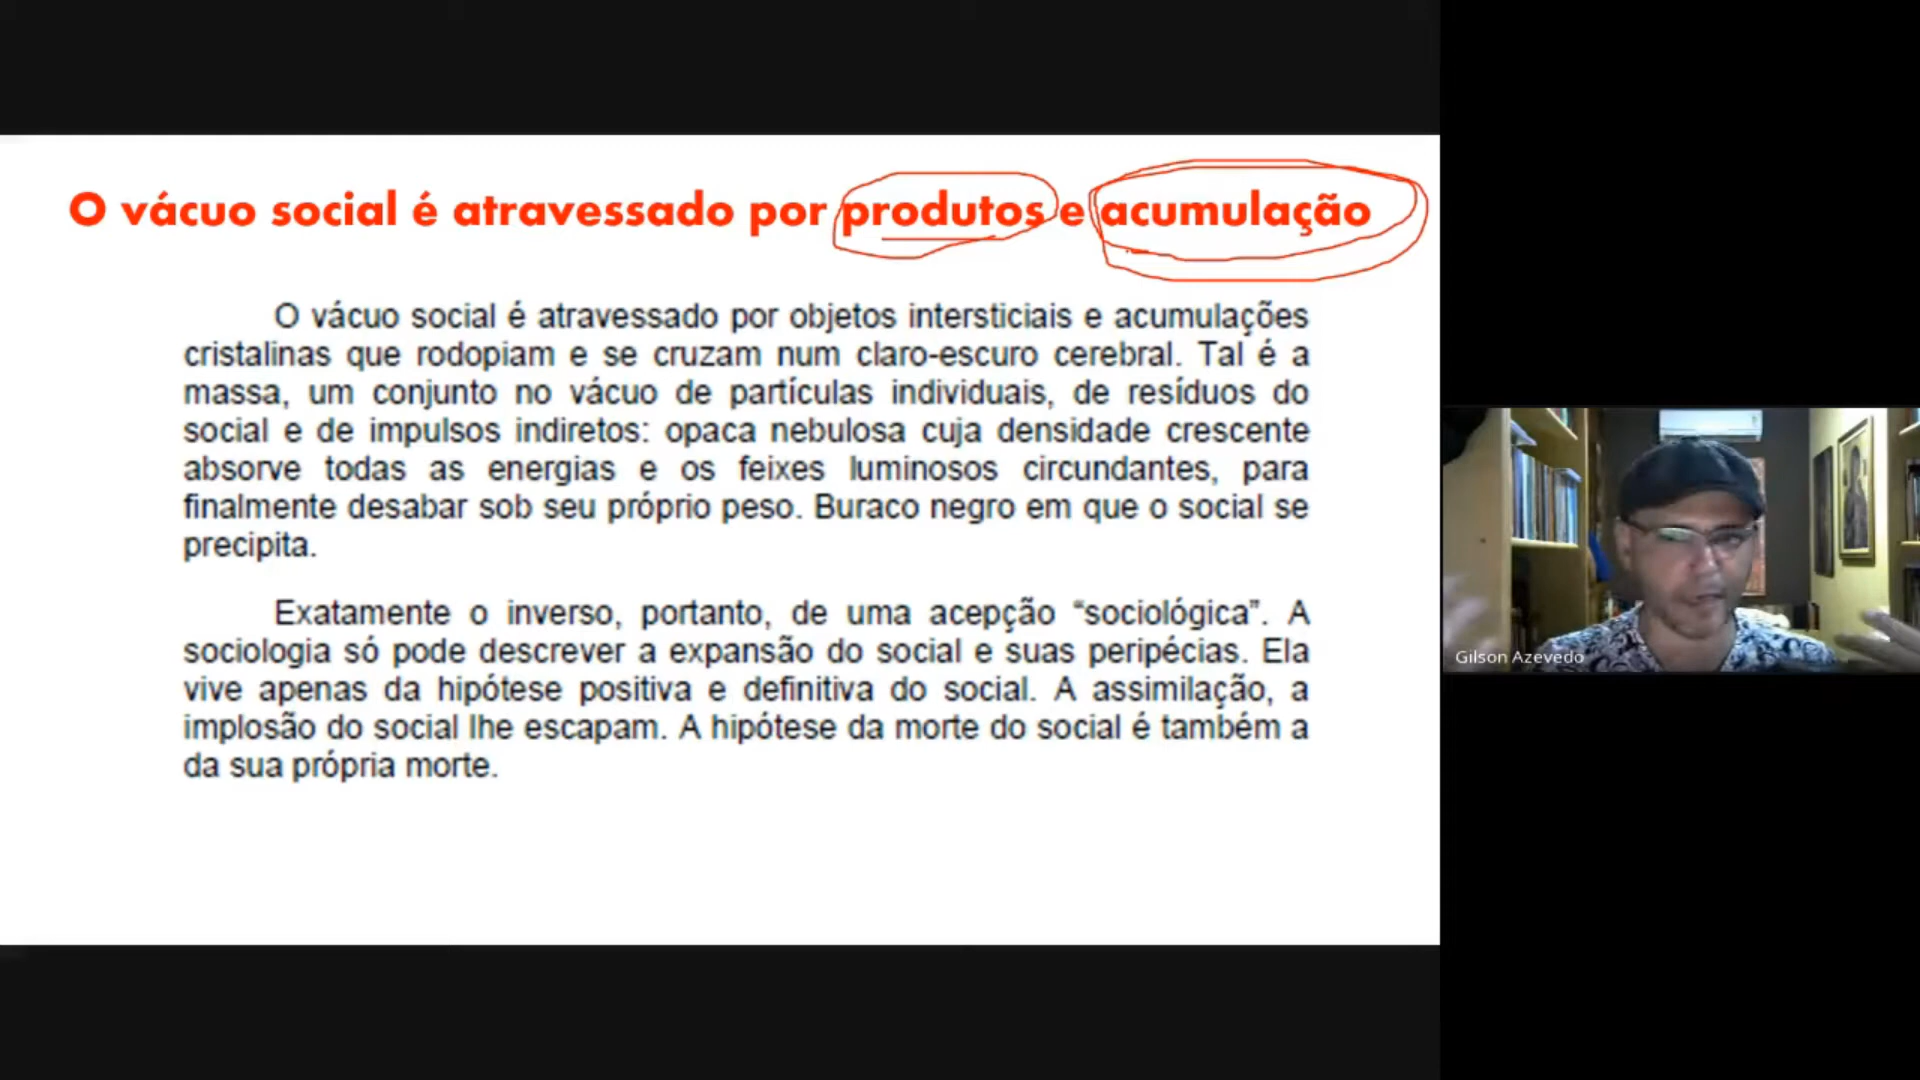 O vácuo social é atravessado por produtos e acumulação
O vácuo social é atravessado por objetos intersticiais e acumulações
cristalinas que rodopiam e se cruzam num claro-escuro cerebral. Tal é a
massa, um conjunto no vácuo de partículas individuais, de resíduos do
social e de impulsos indiretos: opaca nebulosa cuja densidade crescente
absorve todas as energias e os feixes luminosos circundantes, para
finalmente desabar sob seu próprio peso. Buraco negro em que o social se
precipita.
Exatamente o inverso, portanto, de uma acepção “sociológica”. A
sociologia só pode descrever a expansão do social e suas peripécias. Ela
vive apenas da hipótese positiva e definitiva do social. A assimilação, a
implosão do social lhe escapam. A hipótese da morte do social é também a
da sua própria morte.
Gilson Azevedo